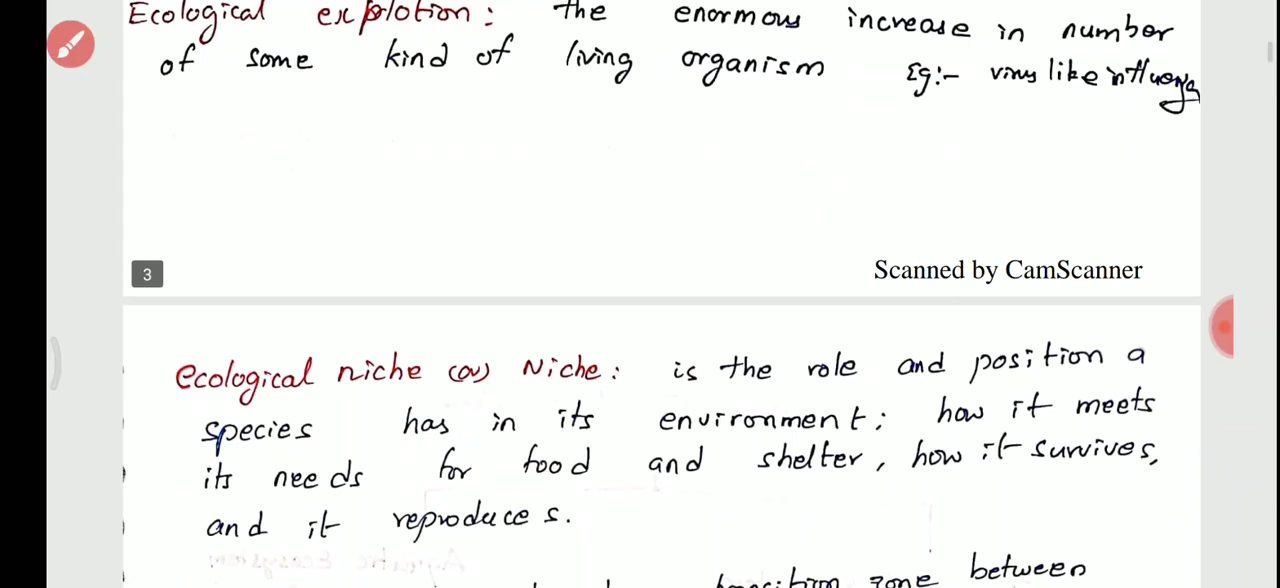 Ecological explotion: the enormous increase in number
of some kind of living organism Eg:- virus like influenza
3
Scanned by CamScanner
ecological niche (or) Niche: is the role and position a
species has in its environment; how it meets
its needs for food and shelter, how it survives,
and it reproduces.
zone between